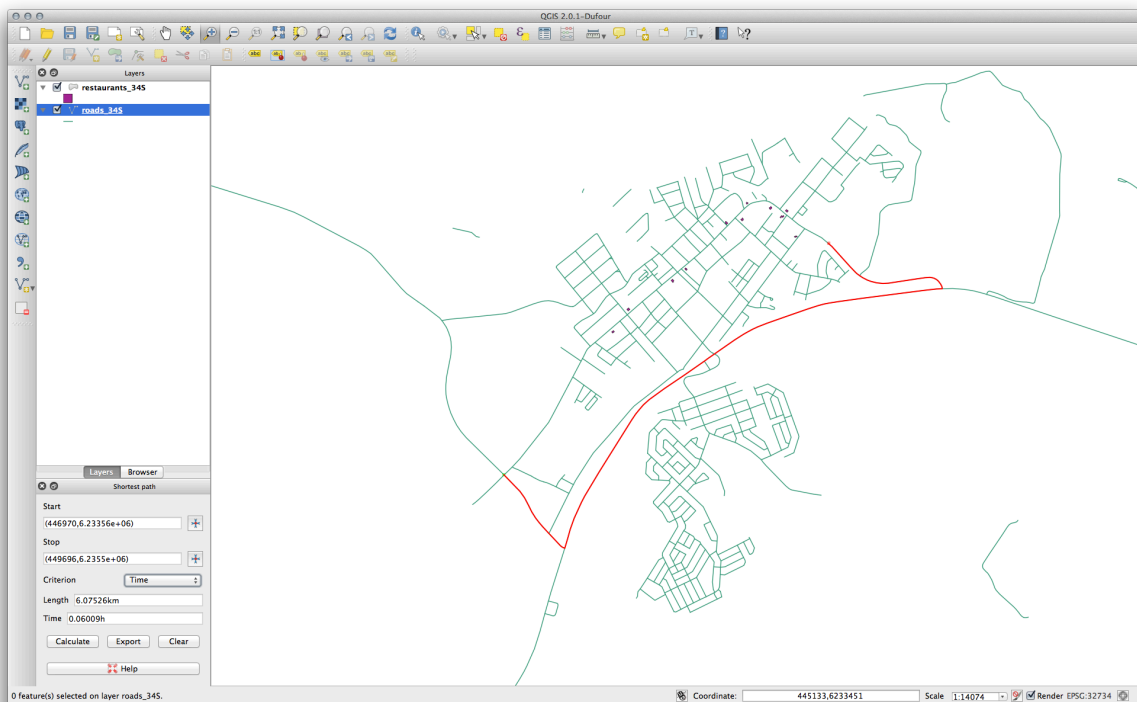 QGIS 2.0.1-Dufour
Layers
restaurants_34S
roads_34S
Layers
Browser
Shortest path
Start
(446970,6.23356e+06)
Stop
(449696,6.2355e+06)
Criterion
Time
Length
6.07526km
Time
0.06009h
Calculate
Export
Clear
Help
0 feature(s) selected on layer roads_34S.
Coordinate:
445133,6233451
Scale
1:14074
Render
EPSG:32734